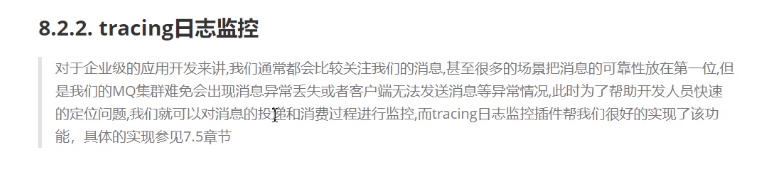 8.2.2. tracing日志监控
对于企业级的应用开发来讲,我们通常都会比较关注我们的消息,甚至很多的场景把消息的可靠性放在第一位,但
是我们的MQ集群难免会出现消息异常丢失或者客户端无法发送消息等异常情况,此时为了帮助开发人员快速
的定位问题,我们就可以对消息的投递和消费过程进行监控,而tracing日志监控插件帮我们很好的实现了该功
能，具体的实现参见7.5章节